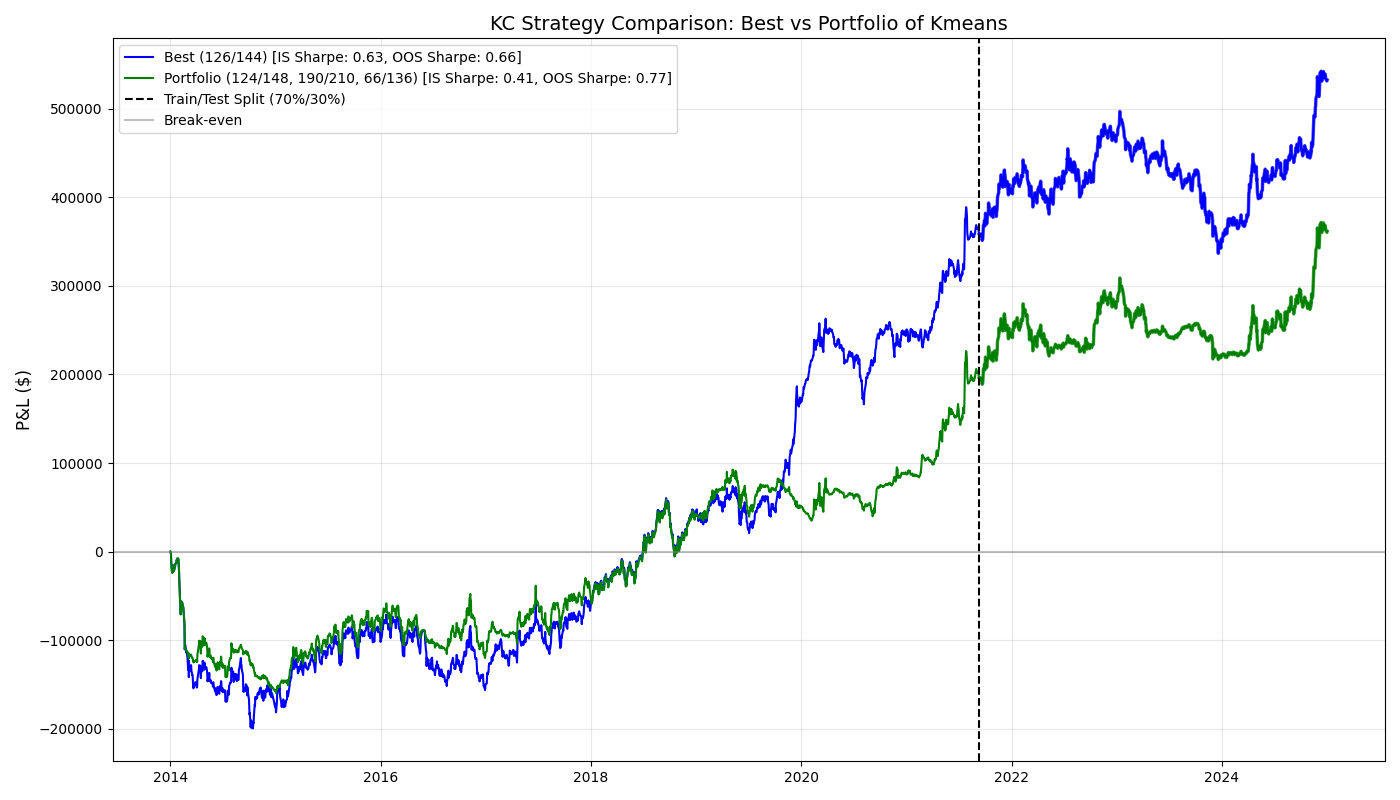 KC Strategy Comparison: Best vs Portfolio of Kmeans
Best (126/144) [IS Sharpe: 0.63, OOS Sharpe: 0.66]
Portfolio (124/148, 190/210, 66/136) [IS Sharpe: 0.41, OOS Sharpe: 0.77]
Train/Test Split (70%/30%)
Break-even
P&L ($)
500000
400000
300000
200000
100000
0
−100000
−200000
2014 2016 2018 2020 2022 2024